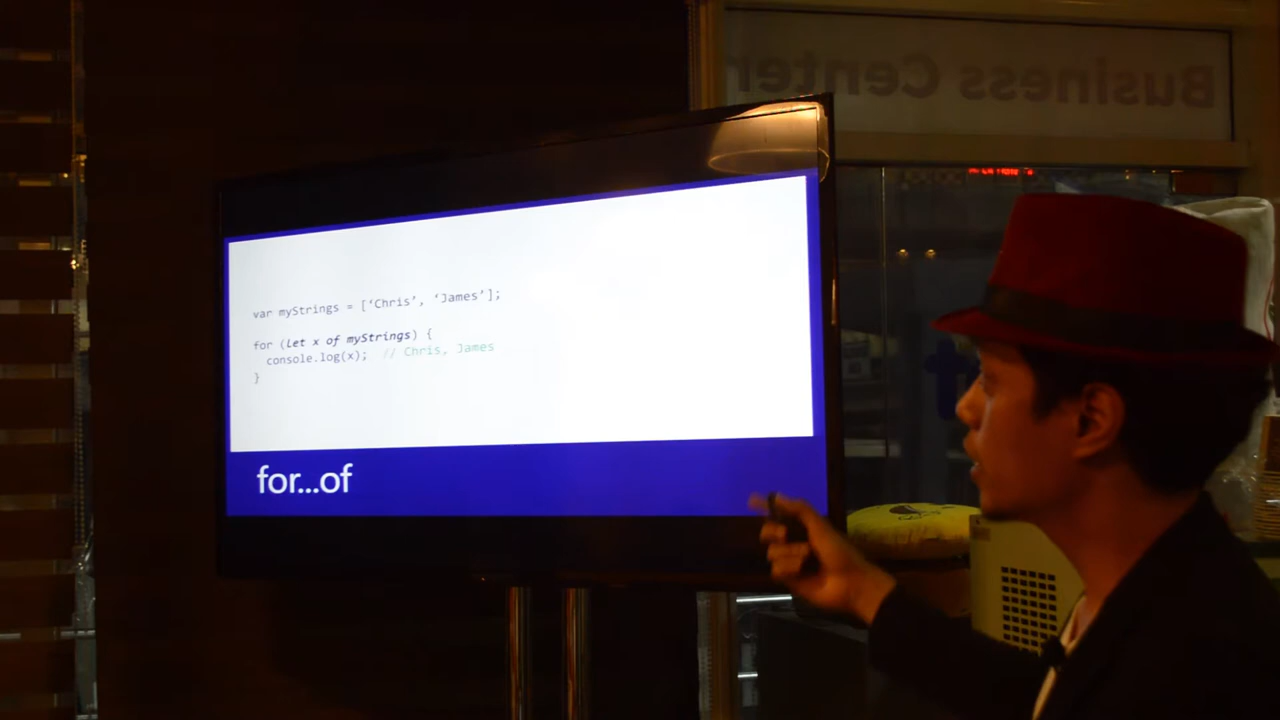 Business Center
var myStrings = [‘Chris’, ‘James’];
for (let x of myStrings) {
console.log(x); // Chris, James
}
for...of